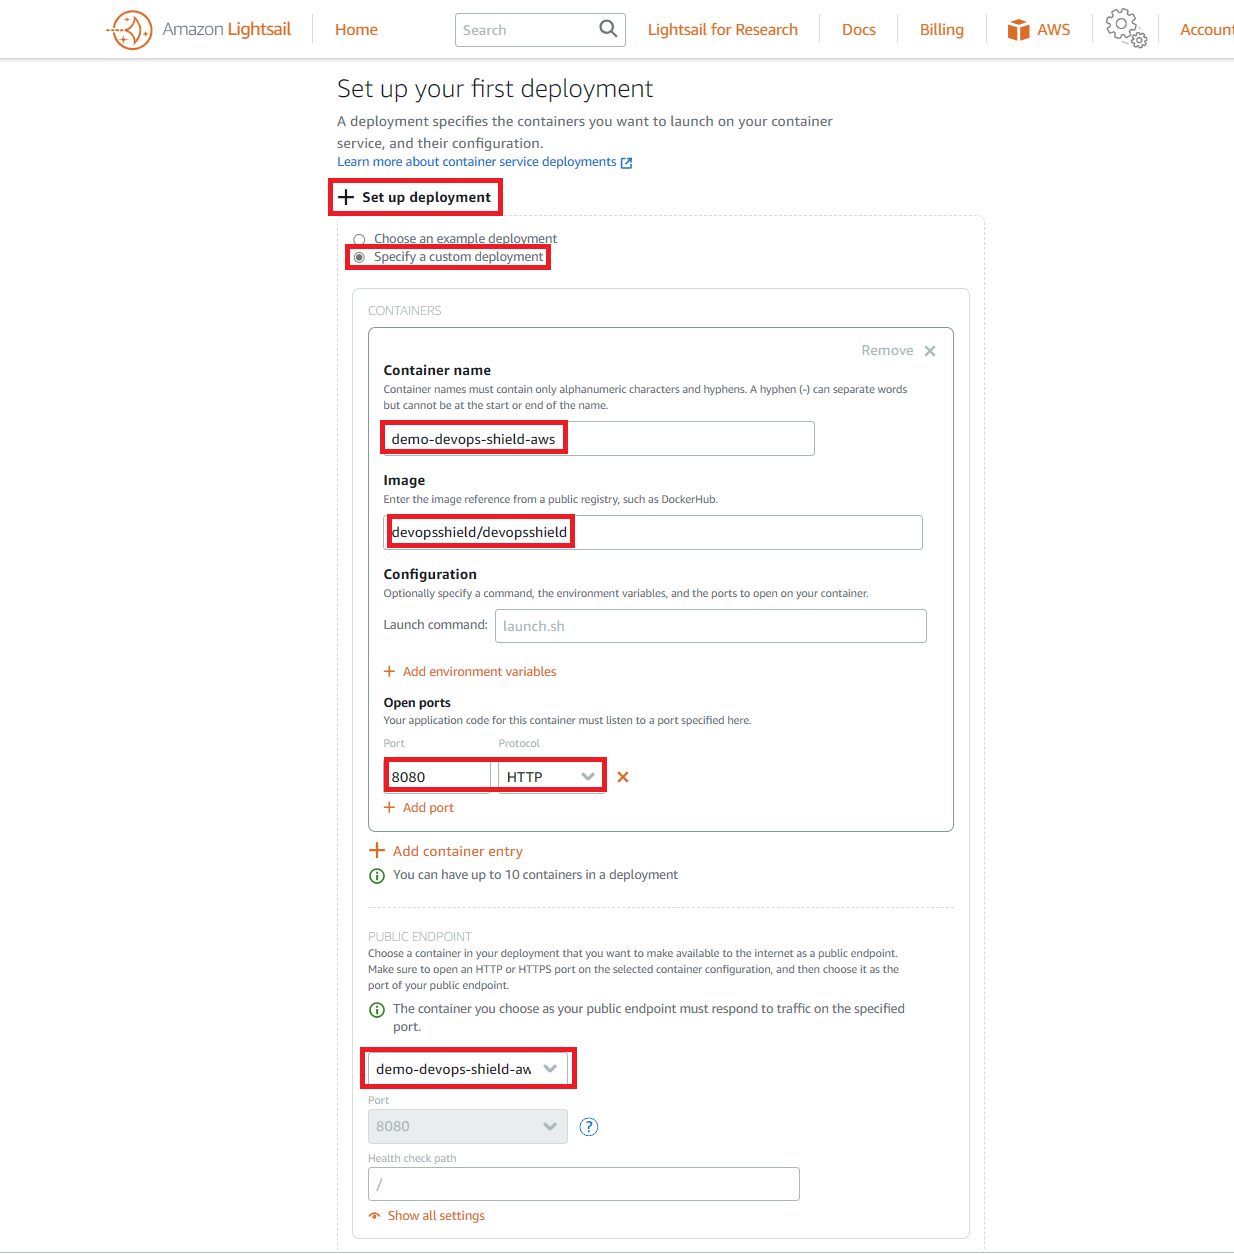 Amazon Lightsail
Home
Search
Lightsail for Research
Docs
Billing
AWS
Account
Set up your first deployment
A deployment specifies the containers you want to launch on your container
service, and their configuration.
Learn more about container service deployments
Set up deployment
Choose an example deployment
Specify a custom deployment
CONTAINERS
Remove
Container name
Container names must contain only alphanumeric characters and hyphens. A hyphen (-) can separate words
but cannot be at the start or end of the name.
demo-devops-shield-aws
Image
Enter the image reference from a public registry, such as DockerHub.
devopsshield/devopsshield
Configuration
Optionally specify a command, the environment variables, and the ports to open on your container.
Launch command: launch.sh
+ Add environment variables
Open ports
Your application code for this container must listen to a port specified here.
Port Protocol
8080 HTTP
+ Add port
+ Add container entry
You can have up to 10 containers in a deployment
PUBLIC ENDPOINT
Choose a container in your deployment that you want to make available to the internet as a public endpoint.
Make sure to open an HTTP or HTTPS port on the selected container configuration, and then choose it as the
port of your public endpoint.
The container you choose as your public endpoint must respond to traffic on the specified
port.
demo-devops-shield-aw
Port
8080 ?
Health check path
/
Show all settings